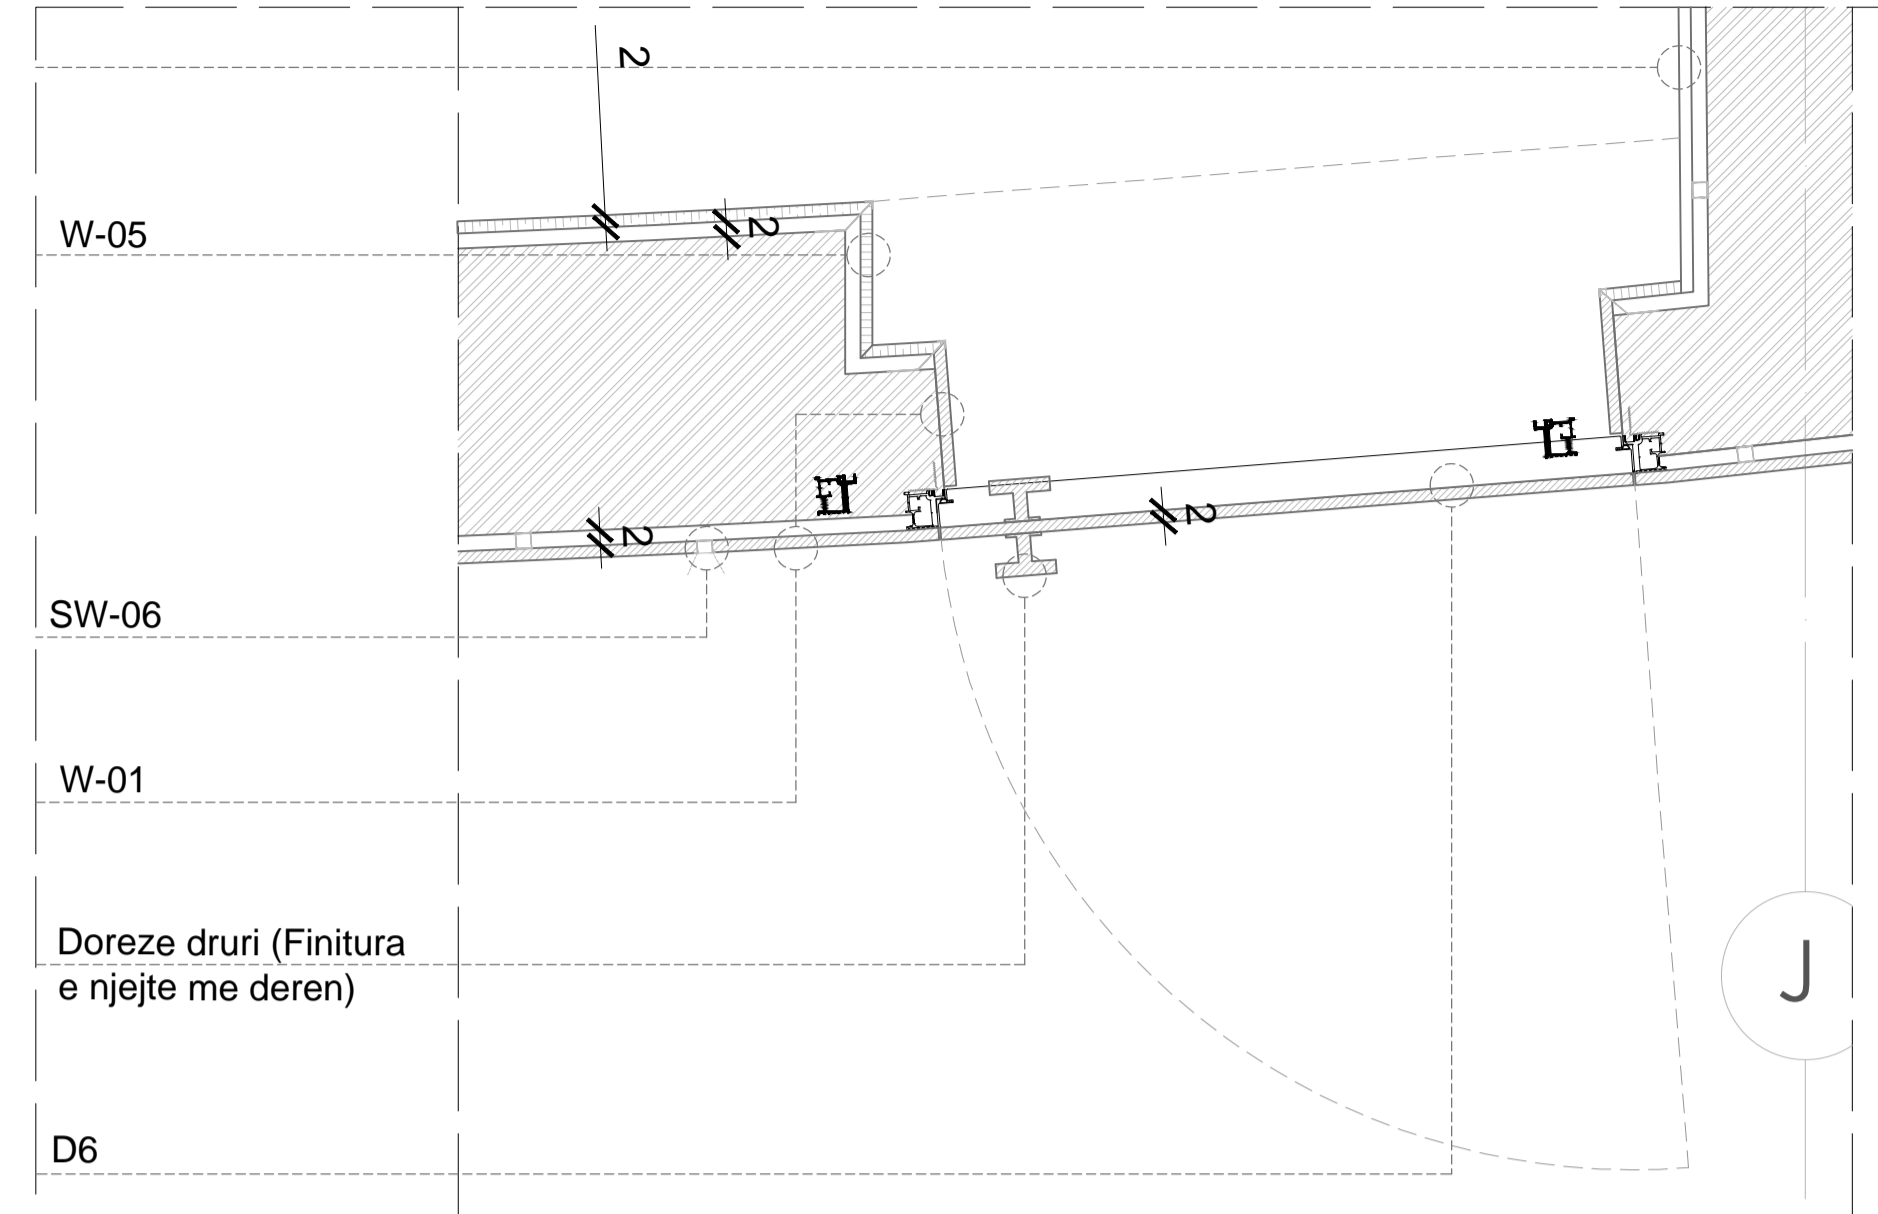 2
W-05
2
2
2
SW-06
W-01
Doreze druri (Finitura
e njejte me deren)
J
D6